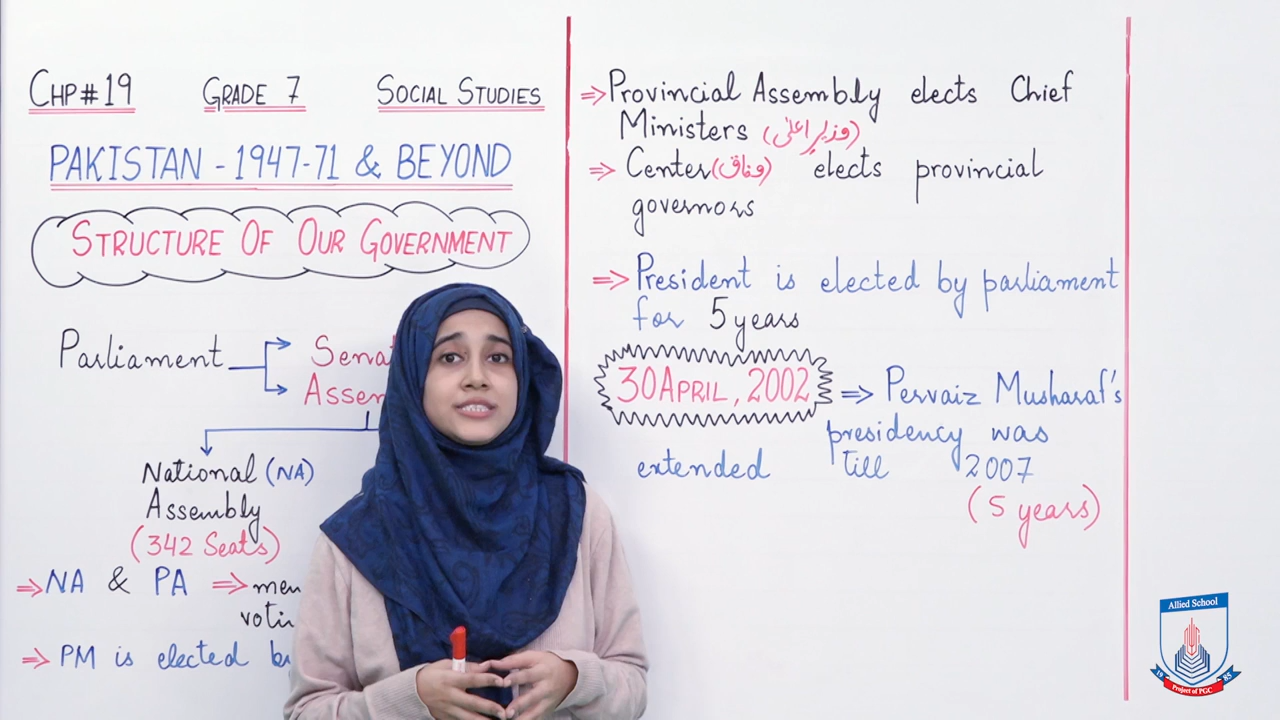 CHP#19 GRADE 7 SOCIAL STUDIES
PAKISTAN - 1947-71 & BEYOND
STRUCTURE OF OUR GOVERNMENT
Parliament
National (NA)
Assembly
(342 Seats)
⇒ NA & PA ⇒
⇒ PM is elected
⇒ Provincial Assembly elects Chief
Ministers (وزیر اعلیٰ)
⇒ Center (وفاق) elects provincial
governors
⇒ President is elected by parliament
for 5 years
30 APRIL, 2002 ⇒ Pervaiz Musharaf's
presidency was
extended till 2007
(5 years)
Allied School
19 85
Project of PGC